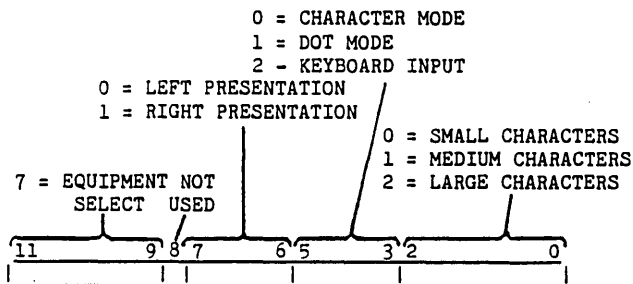 0 = CHARACTER MODE
1 = DOT MODE
2 - KEYBOARD INPUT
0 = LEFT PRESENTATION
1 = RIGHT PRESENTATION
0 = SMALL CHARACTERS
1 = MEDIUM CHARACTERS
2 = LARGE CHARACTERS
7 = EQUIPMENT NOT
SELECT USED
11 9 8 7 6 5 3 2 0